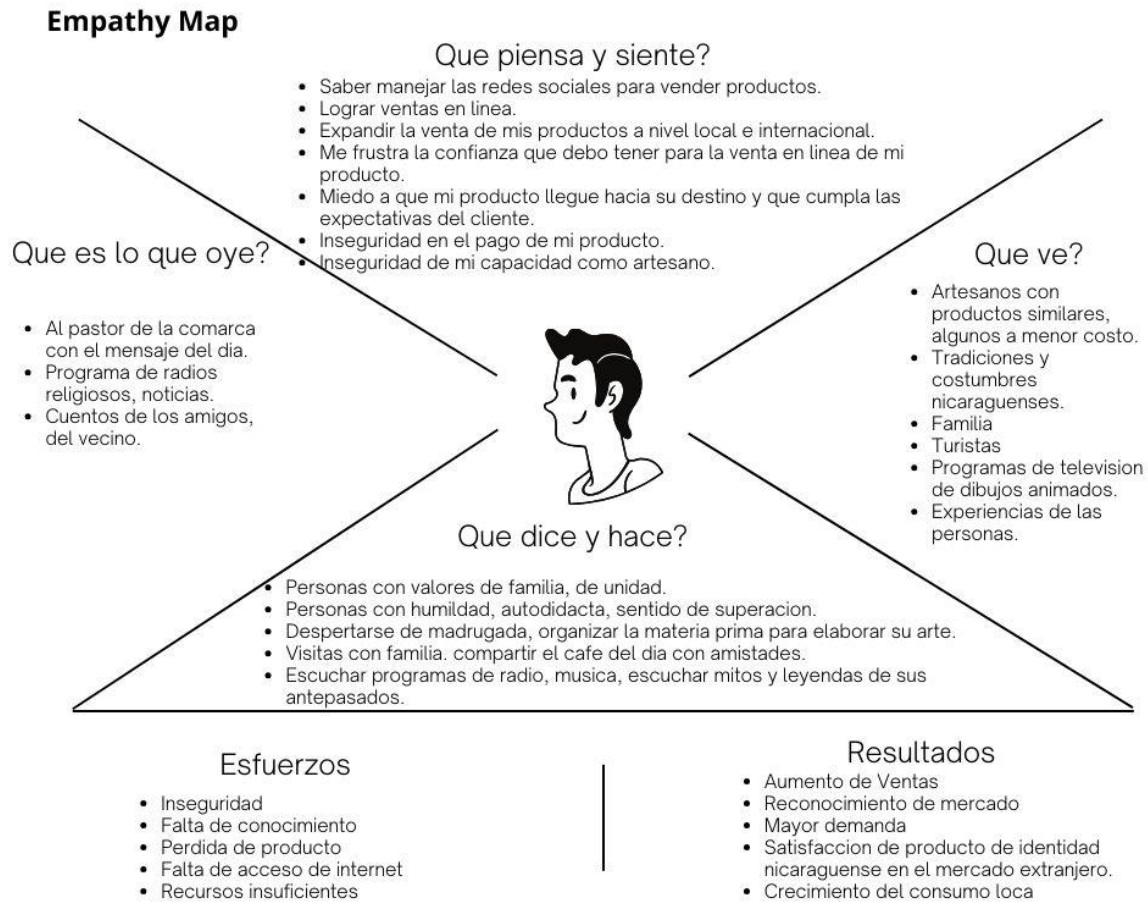 Empathy Map
Que piensa y siente?
• Saber manejar las redes sociales para vender productos.
• Lograr ventas en linea.
• Expandir la venta de mis productos a nivel local e internacional.
• Me frustra la confianza que debo tener para la venta en linea de mi
producto.
• Miedo a que mi producto llegue hacia su destino y que cumpla las
expectativas del cliente.
• Inseguridad en el pago de mi producto.
• Inseguridad de mi capacidad como artesano.
Que es lo que oye?
• Al pastor de la comarca
con el mensaje del dia.
• Programa de radios
religiosos, noticias.
• Cuentos de los amigos,
del vecino.
Que ve?
• Artesanos con
productos similares,
algunos a menor costo.
• Tradiciones y
costumbres
nicaraguenses.
• Familia
• Turistas
• Programas de television
de dibujos animados.
• Experiencias de las
personas.
Que dice y hace?
• Personas con valores de familia, de unidad.
• Personas con humildad, autodidacta, sentido de superacion.
• Despertarse de madrugada, organizar la materia prima para elaborar su arte.
• Visitas con familia. compartir el cafe del dia con amistades.
• Escuchar programas de radio, musica, escuchar mitos y leyendas de sus
antepasados.
Esfuerzos
• Inseguridad
• Falta de conocimiento
• Perdida de producto
• Falta de acceso de internet
• Recursos insuficientes
Resultados
• Aumento de Ventas
• Reconocimiento de mercado
• Mayor demanda
• Satisfaccion de producto de identidad
nicaraguense en el mercado extranjero.
• Crecimiento del consumo loca